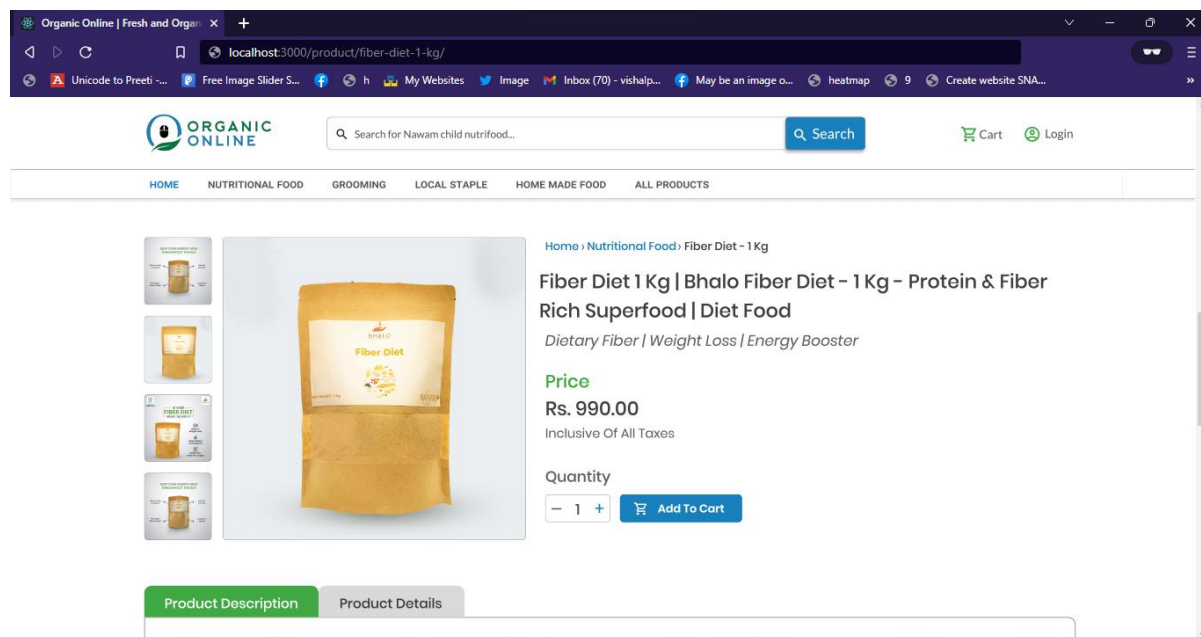 Organic Online | Fresh and Organ
localhost:3000/product/fiber-diet-1-kg/
Unicode to Preeti -... Free Image Slider S... h My Websites Image Inbox (70) - vishalp... May be an image o... heatmap 9 Create website SNA... »
ORGANIC
ONLINE
Search for Nawam child nutrifood...
Search
Cart
Login
HOME NUTRITIONAL FOOD GROOMING LOCAL STAPLE HOME MADE FOOD ALL PRODUCTS
Home › Nutritional Food › Fiber Diet - 1 Kg
Fiber Diet 1 Kg | Bhalo Fiber Diet - 1 Kg - Protein & Fiber
Rich Superfood | Diet Food
Dietary Fiber | Weight Loss | Energy Booster
Price
Rs. 990.00
Inclusive Of All Taxes
Quantity
− 1 +
Add To Cart
BHALO
Fiber Diet
FIBER DIET
Product Description
Product Details